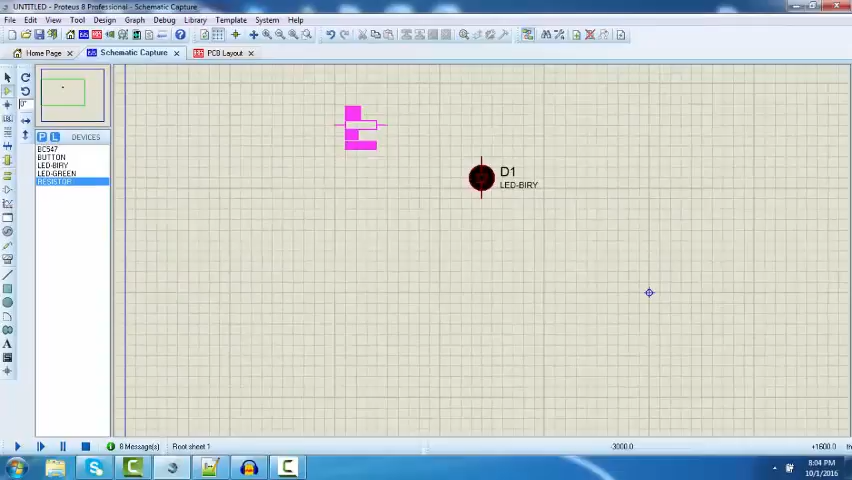 UNTITLED - Proteus 8 Professional - Schematic Capture
File Edit View Tool Design Graph Debug Library Template System Help
Home Page Schematic Capture PCB Layout
P L DEVICES
BC547
BUTTON
LED-BIRY
LED-GREEN
RESISTOR
D1
LED-BIRY
8 Message(s) Root sheet 1 -3000.0 +1600.0 th
8:04 PM
10/1/2016